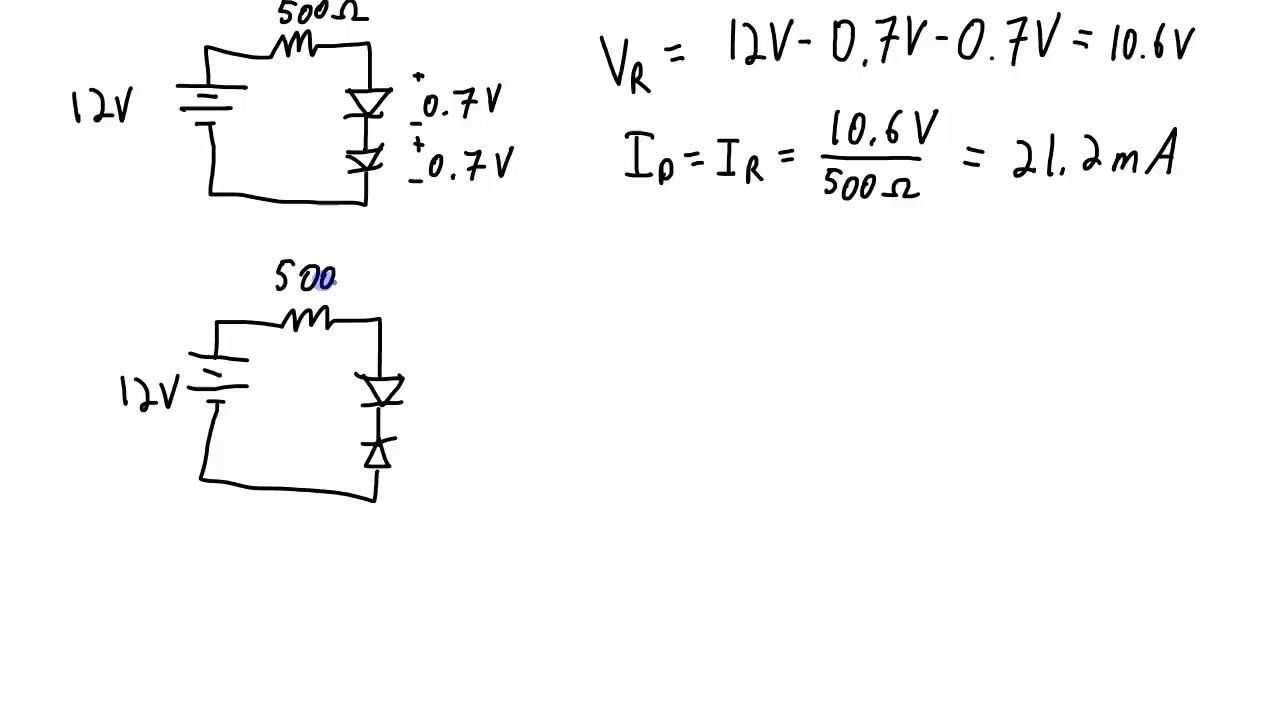 500Ω
12V
+
0.7V
-
+
0.7V
-
V_R = 12V - 0.7V - 0.7V = 10.6V
I_D = I_R = 10.6V / 500Ω = 21.2mA
500
12V